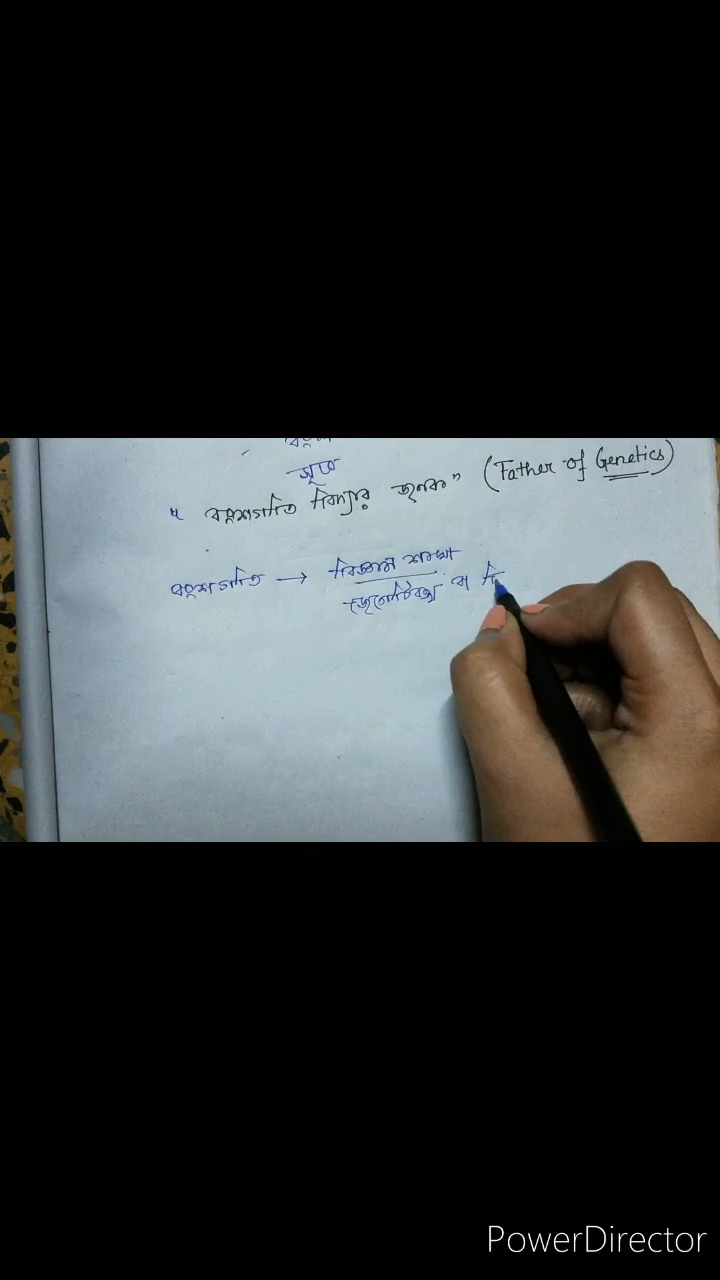 সূত্র
" বংশগতি বিদ্যার জনক" (Father of Genetics)
বংশগতি → বিজ্ঞান শাখা
জেনেটিক্স বা
PowerDirector